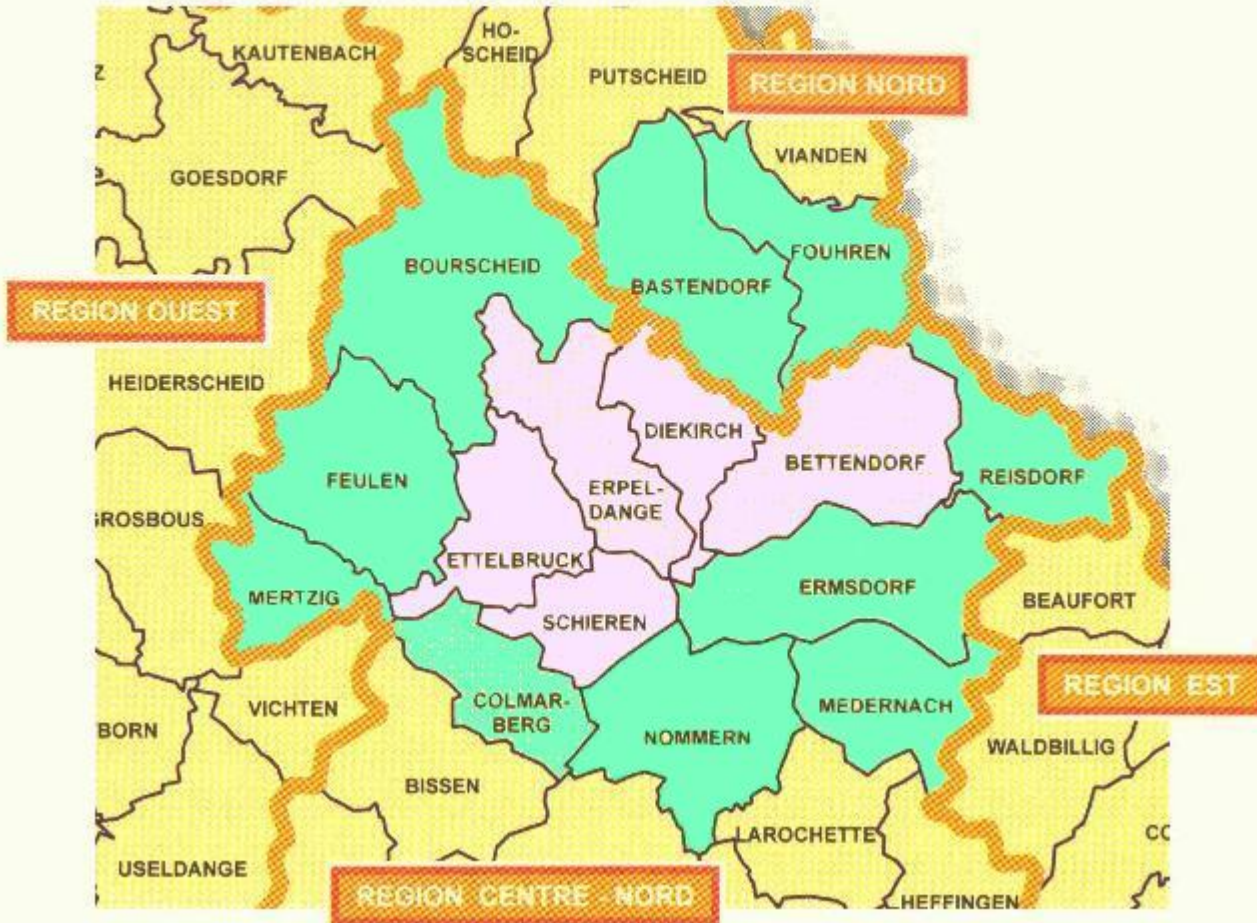 HO-
SCHEID
KAUTENBACH
PUTSCHEID
REGION NORD
Z
VIANDEN
GOESDORF
FOUHREN
BOURSCHEID
BASTENDORF
REGION OUEST
HEIDERSCHEID
DIEKIRCH
BETTENDORF
REISDORF
FEULEN
ERPEL-
DANGE
GROSBOUS
ETTELBRUCK
ERMSDORF
MERTZIG
BEAUFORT
SCHIEREN
REGION EST
COLMAR-
BERG
VICHTEN
MEDERNACH
BORN
NOMMERN
WALDBILLIG
BISSEN
LAROCHETTE
CO
USELDANGE
REGION CENTRE - NORD
HEFFINGEN